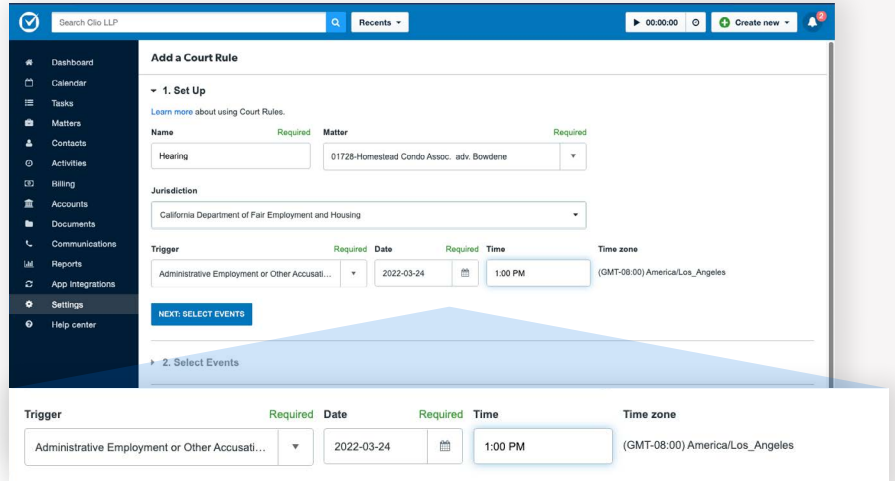 Search Clio LLP
Recents
00:00:00
Create new
2
Dashboard
Calendar
Tasks
Matters
Contacts
Activities
Billing
Accounts
Documents
Communications
Reports
App Integrations
Settings
Help center
Add a Court Rule
1. Set Up
Learn more about using Court Rules.
Name Required Matter Required
Hearing 01728-Homestead Condo Assoc. adv. Bowdene
Jurisdiction
California Department of Fair Employment and Housing
Trigger Required Date Required Time Time zone
Administrative Employment or Other Accusati... 2022-03-24 1:00 PM (GMT-08:00) America/Los_Angeles
NEXT: SELECT EVENTS
2. Select Events
Trigger Required Date Required Time Time zone
Administrative Employment or Other Accusati... 2022-03-24 1:00 PM (GMT-08:00) America/Los_Angeles